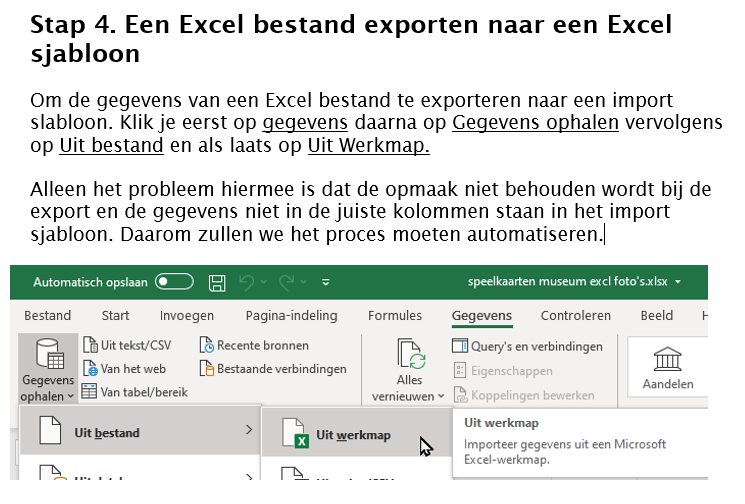 Stap 4. Een Excel bestand exporten naar een Excel
sjabloon
Om de gegevens van een Excel bestand te exporteren naar een import
slabloon. Klik je eerst op gegevens daarna op Gegevens ophalen vervolgens
op Uit bestand en als laats op Uit Werkmap.
Alleen het probleem hiermee is dat de opmaak niet behouden wordt bij de
export en de gegevens niet in de juiste kolommen staan in het import
sjabloon. Daarom zullen we het proces moeten automatiseren.
Automatisch opslaan speelkaarten museum excl foto's.xlsx
Bestand Start Invoegen Pagina-indeling Formules Gegevens Controleren Beeld
Gegevens ophalen
Uit tekst/CSV
Van het web
Van tabel/bereik
Recente bronnen
Bestaande verbindingen
Alles vernieuwen
Query's en verbindingen
Eigenschappen
Koppelingen bewerken
Aandelen
Uit bestand
Uit werkmap
Uit werkmap
Importeer gegevens uit een Microsoft
Excel-werkmap.